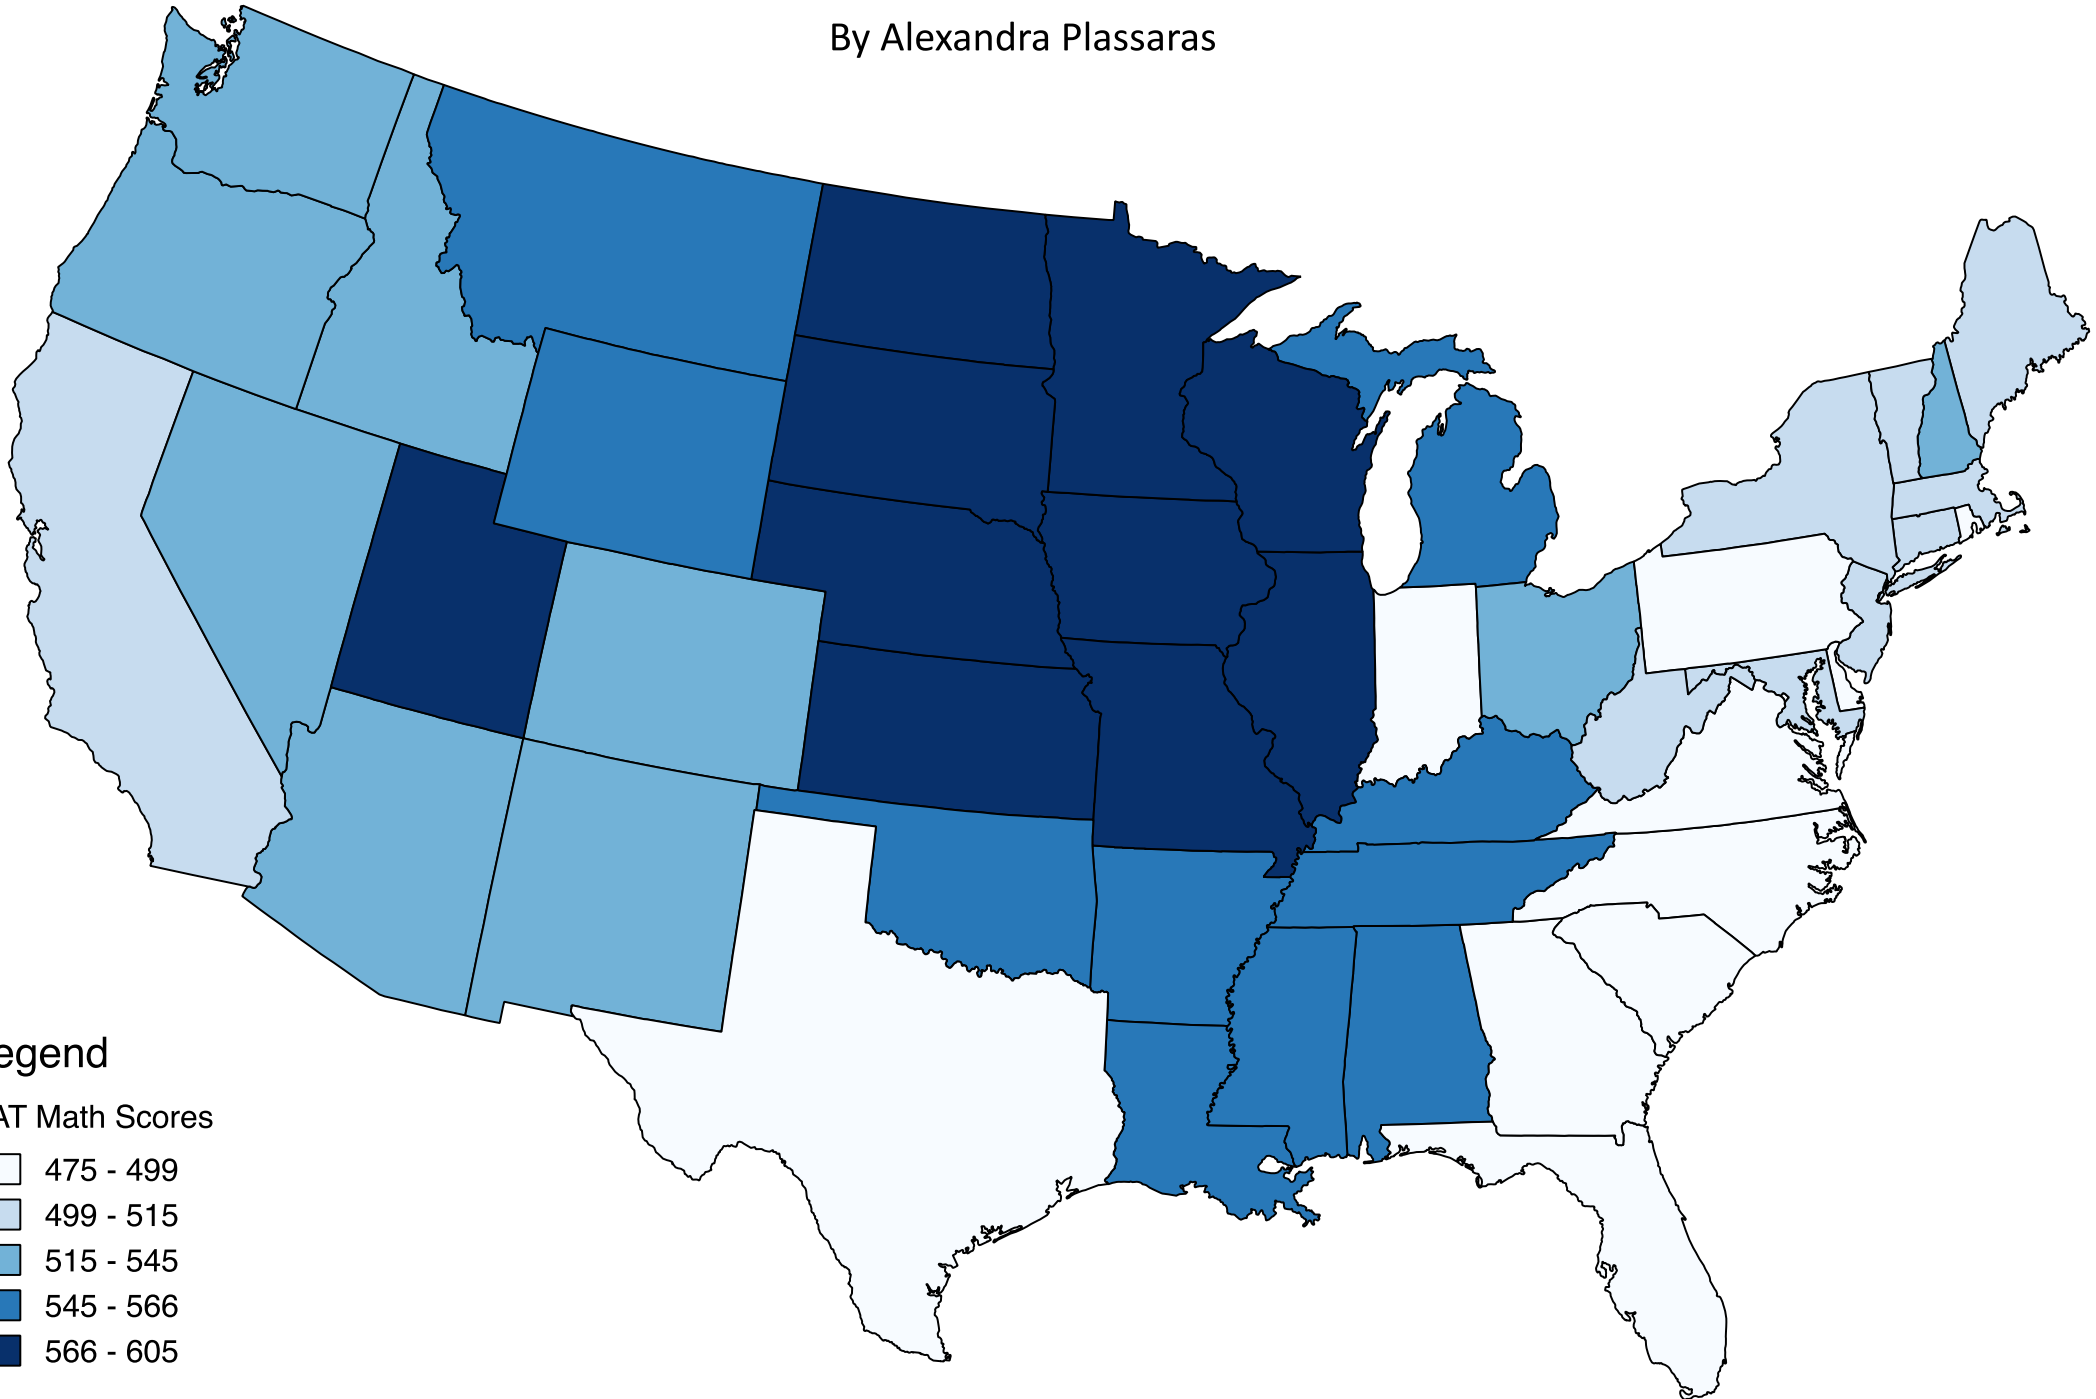 By Alexandra Plassaras
egend
AT Math Scores
475 - 499
499 - 515
515 - 545
545 - 566
566 - 605